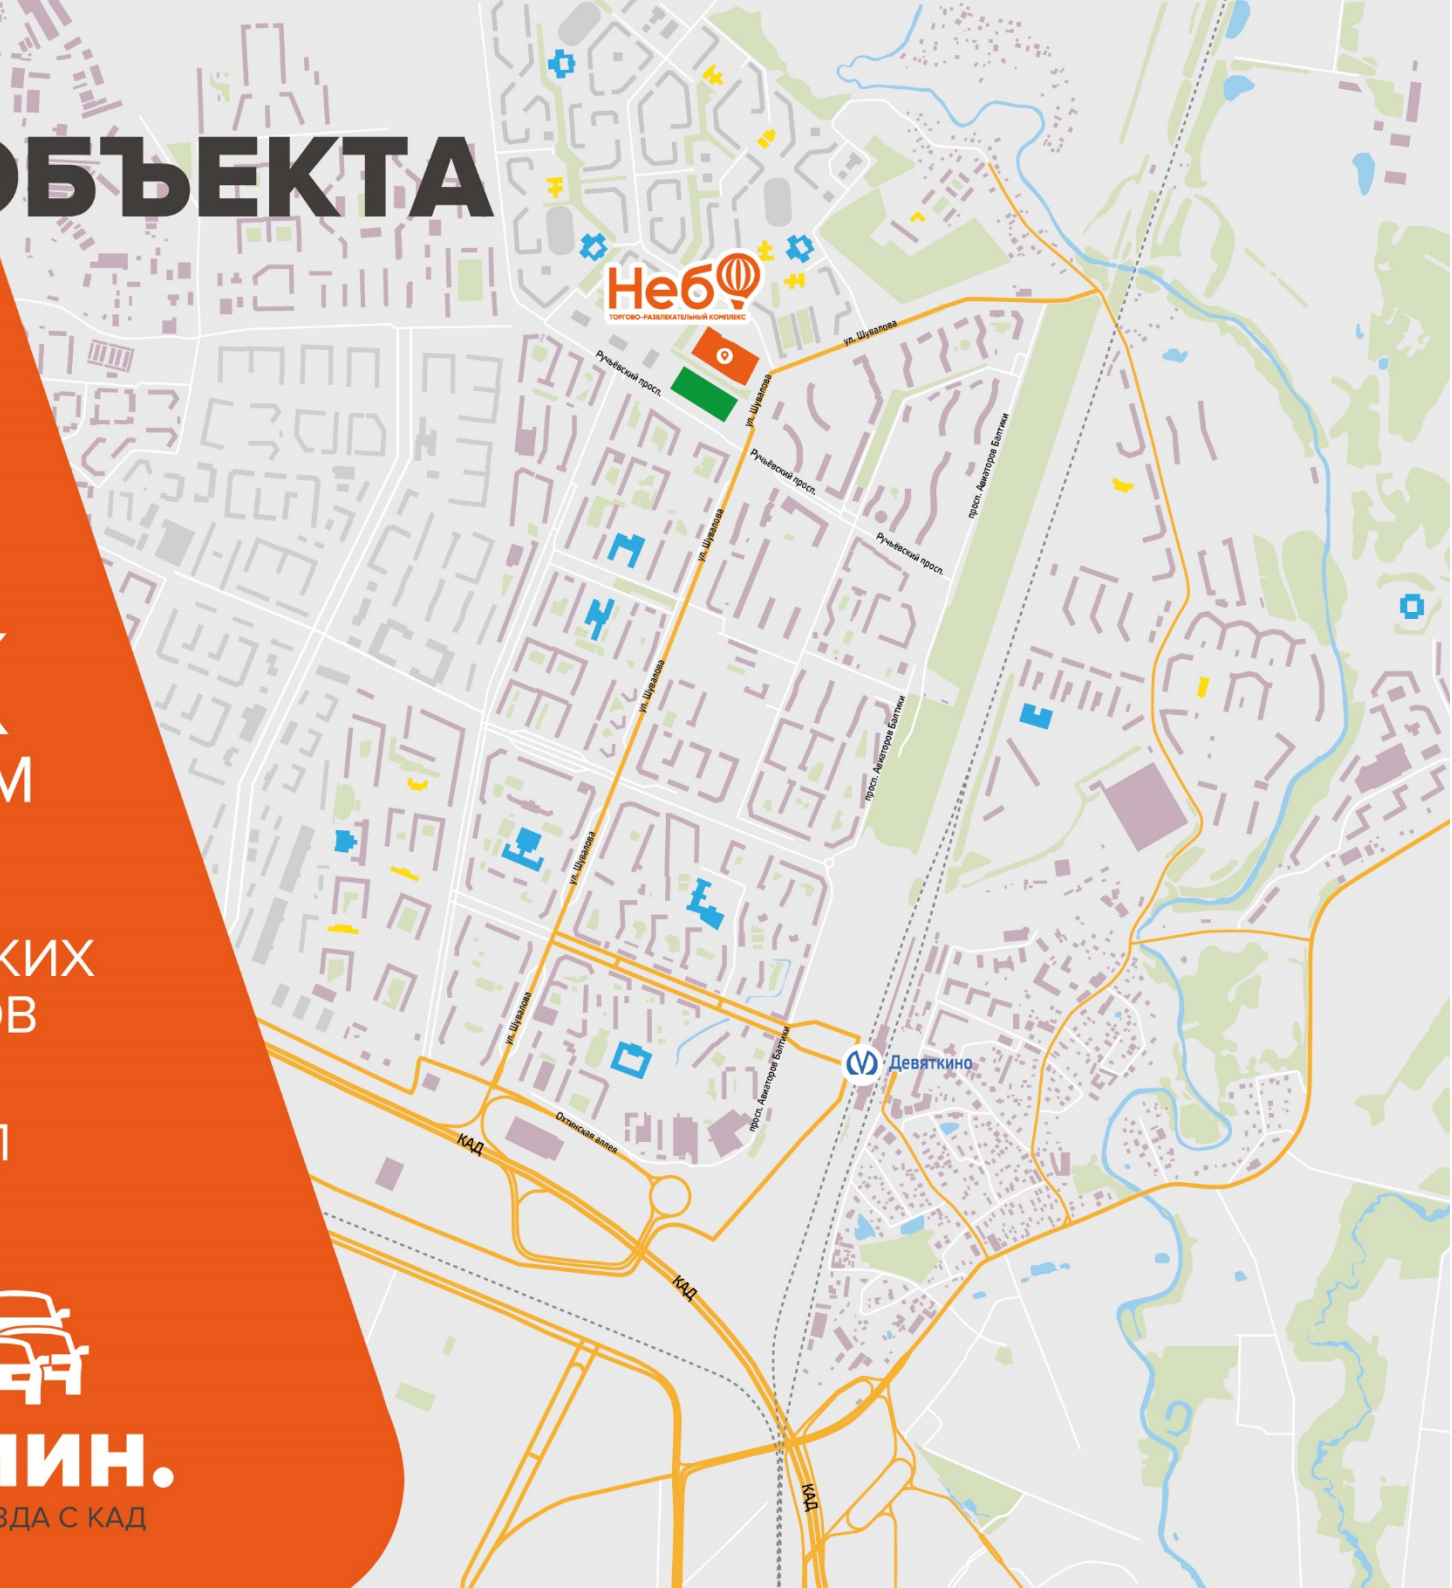 ОБЪЕКТА
Небо
ТОРГОВО-РАЗВЛЕКАТЕЛЬНЫЙ КОМПЛЕКС
ул. Шувалова
Ручьёвский просп.
ул. Шувалова
просп. Авиаторов Балтики
Ручьёвский просп.
ул. Шувалова
Ручьёвский просп.
ул. Шувалова
просп. Авиаторов Балтики
ул. Шувалова
ул. Шувалова
просп. Авиаторов Балтики
Девяткино
Охтинская аллея
КАД
КАД
КАД
К
К
М
КИХ
ОВ
П
МИН.
ЗДА С КАД